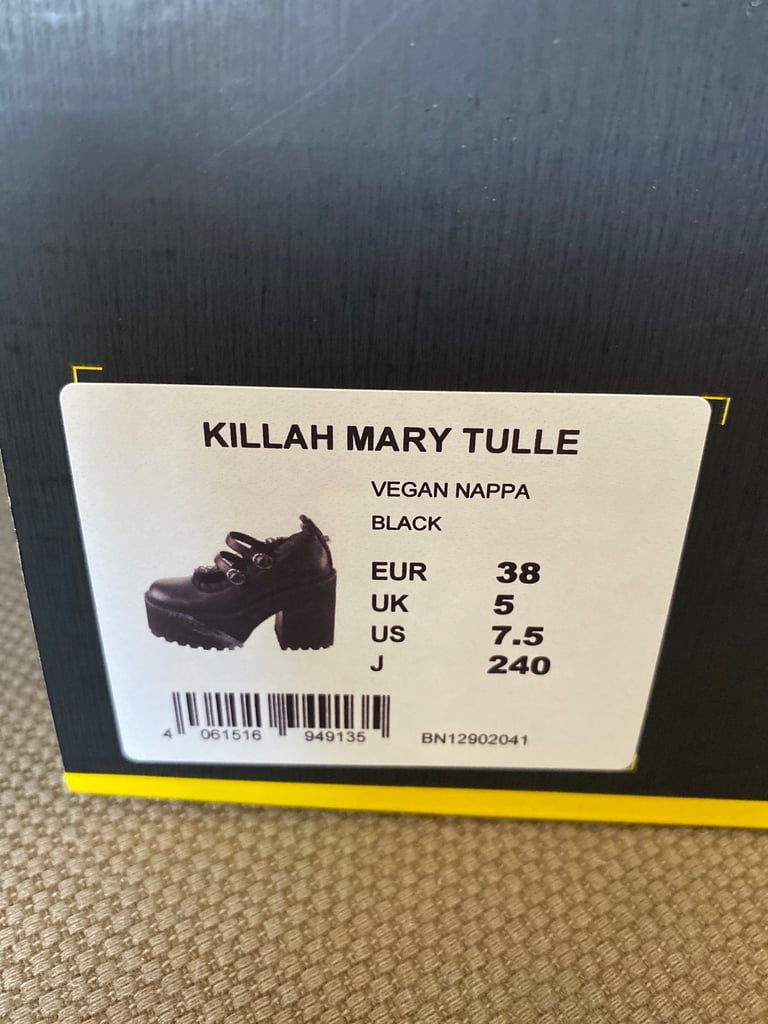 KILLAH MARY TULLE
VEGAN NAPPA
BLACK
EUR 38
UK 5
US 7.5
J 240
4 061516 949135
BN12902041